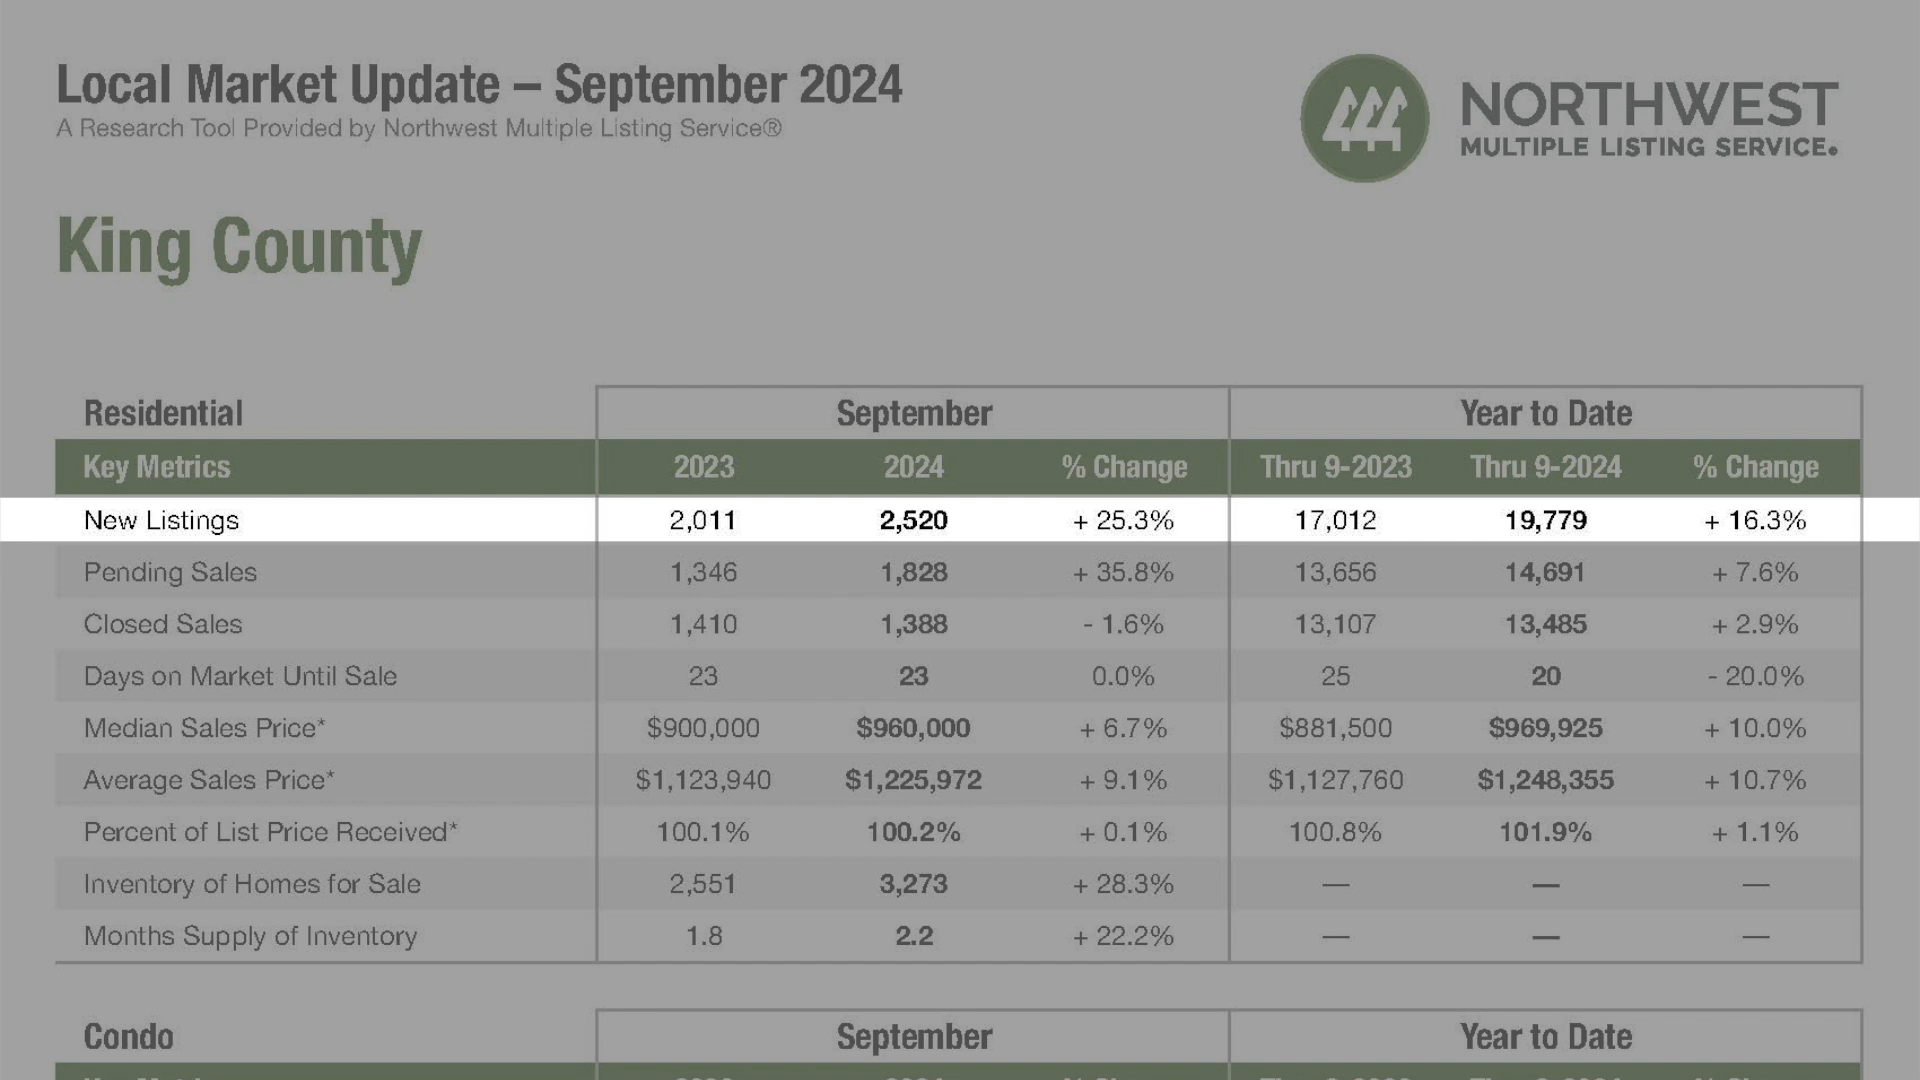 Local Market Update – September 2024
A Research Tool Provided by Northwest Multiple Listing Service®
NORTHWEST
MULTIPLE LISTING SERVICE®
King County
Residential September Year to Date
Key Metrics 2023 2024 % Change Thru 9-2023 Thru 9-2024 % Change
New Listings 2,011 2,520 + 25.3% 17,012 19,779 + 16.3%
Pending Sales 1,346 1,828 + 35.8% 13,656 14,691 + 7.6%
Closed Sales 1,410 1,388 - 1.6% 13,107 13,485 + 2.9%
Days on Market Until Sale 23 23 0.0% 25 20 - 20.0%
Median Sales Price* $900,000 $960,000 + 6.7% $881,500 $969,925 + 10.0%
Average Sales Price* $1,123,940 $1,225,972 + 9.1% $1,127,760 $1,248,355 + 10.7%
Percent of List Price Received* 100.1% 100.2% + 0.1% 100.8% 101.9% + 1.1%
Inventory of Homes for Sale 2,551 3,273 + 28.3% — — —
Months Supply of Inventory 1.8 2.2 + 22.2% — — —
Condo September Year to Date